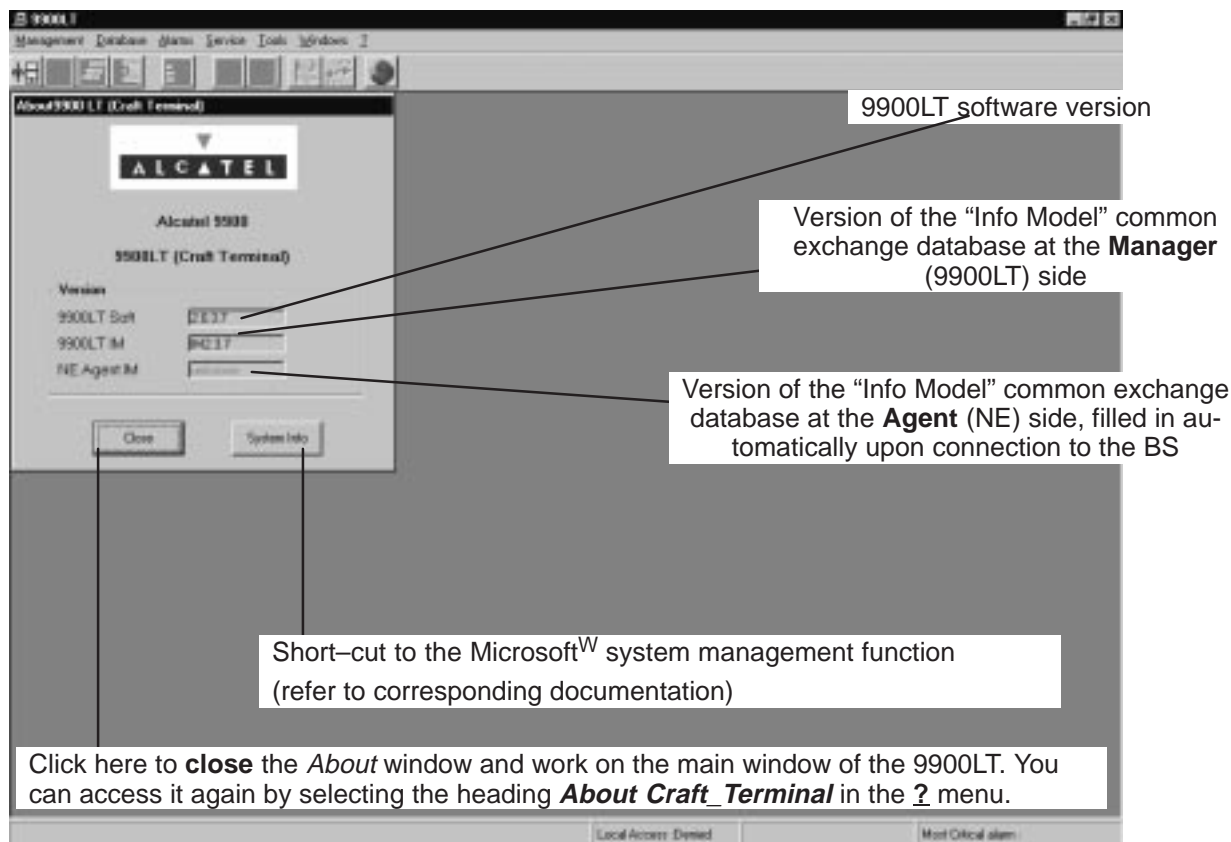 9900LT
Management Database Alarms Service Tools Windows ?
About9900 LT (Craft Terminal)
ALCATEL
Alcatel 9900
9900LT (Craft Terminal)
Version
9900LT Soft
9900LT IM
NE Agent IM
Close System Info
9900LT software version
Version of the “Info Model” common
exchange database at the Manager
(9900LT) side
Version of the “Info Model” common exchange
database at the Agent (NE) side, filled in au-
tomatically upon connection to the BS
Short–cut to the MicrosoftW system management function
(refer to corresponding documentation)
Click here to close the About window and work on the main window of the 9900LT. You
can access it again by selecting the heading About Craft_Terminal in the ? menu.
Local Access :Denied Most Critical alarm :